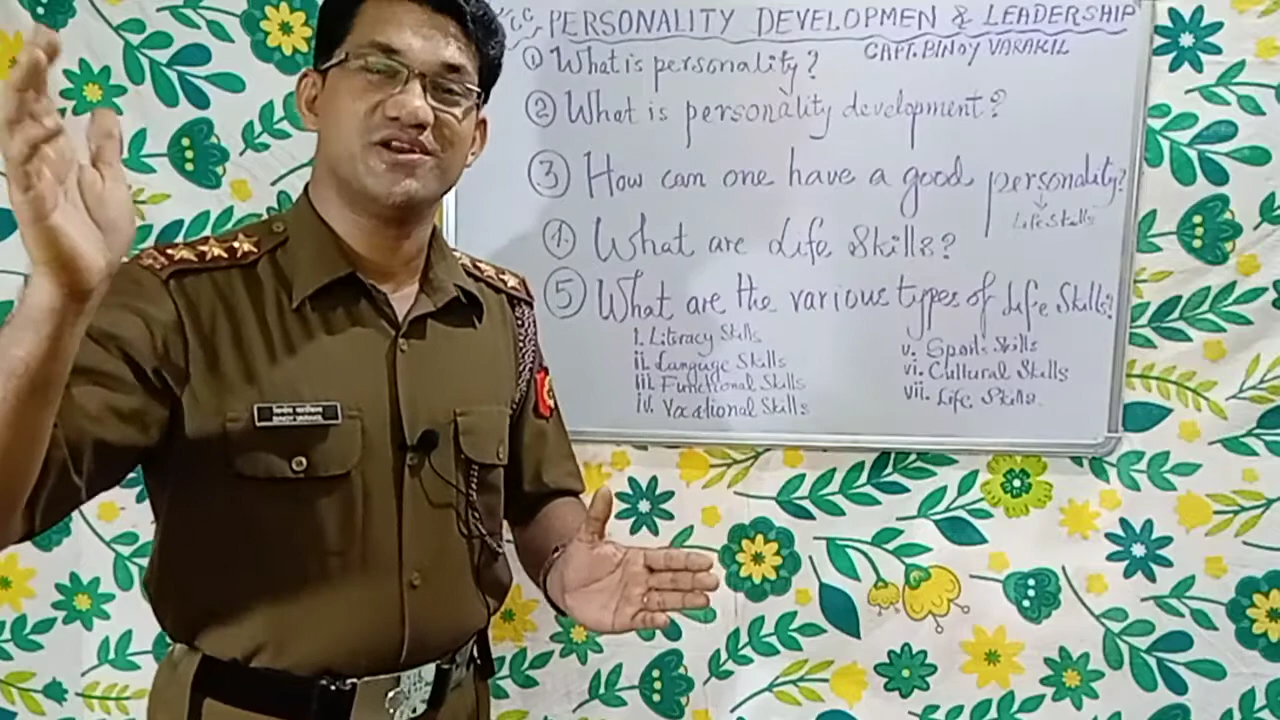 PERSONALITY DEVELOPMEN & LEADERSHIP
CAPT. BINOY VARAKIL
① What is personality?
② What is personality development?
③ How can one have a good personality?
↓
Life Skills
④. What are Life Skills?
⑤ What are the various types of Life Skills?
i. Literacy Skills
ii. Language Skills
iii. Functional Skills
iv. Vocational Skills
v. Sports Skills
vi. Cultural Skills
vii. Life Skills
BINOY VARAKIL